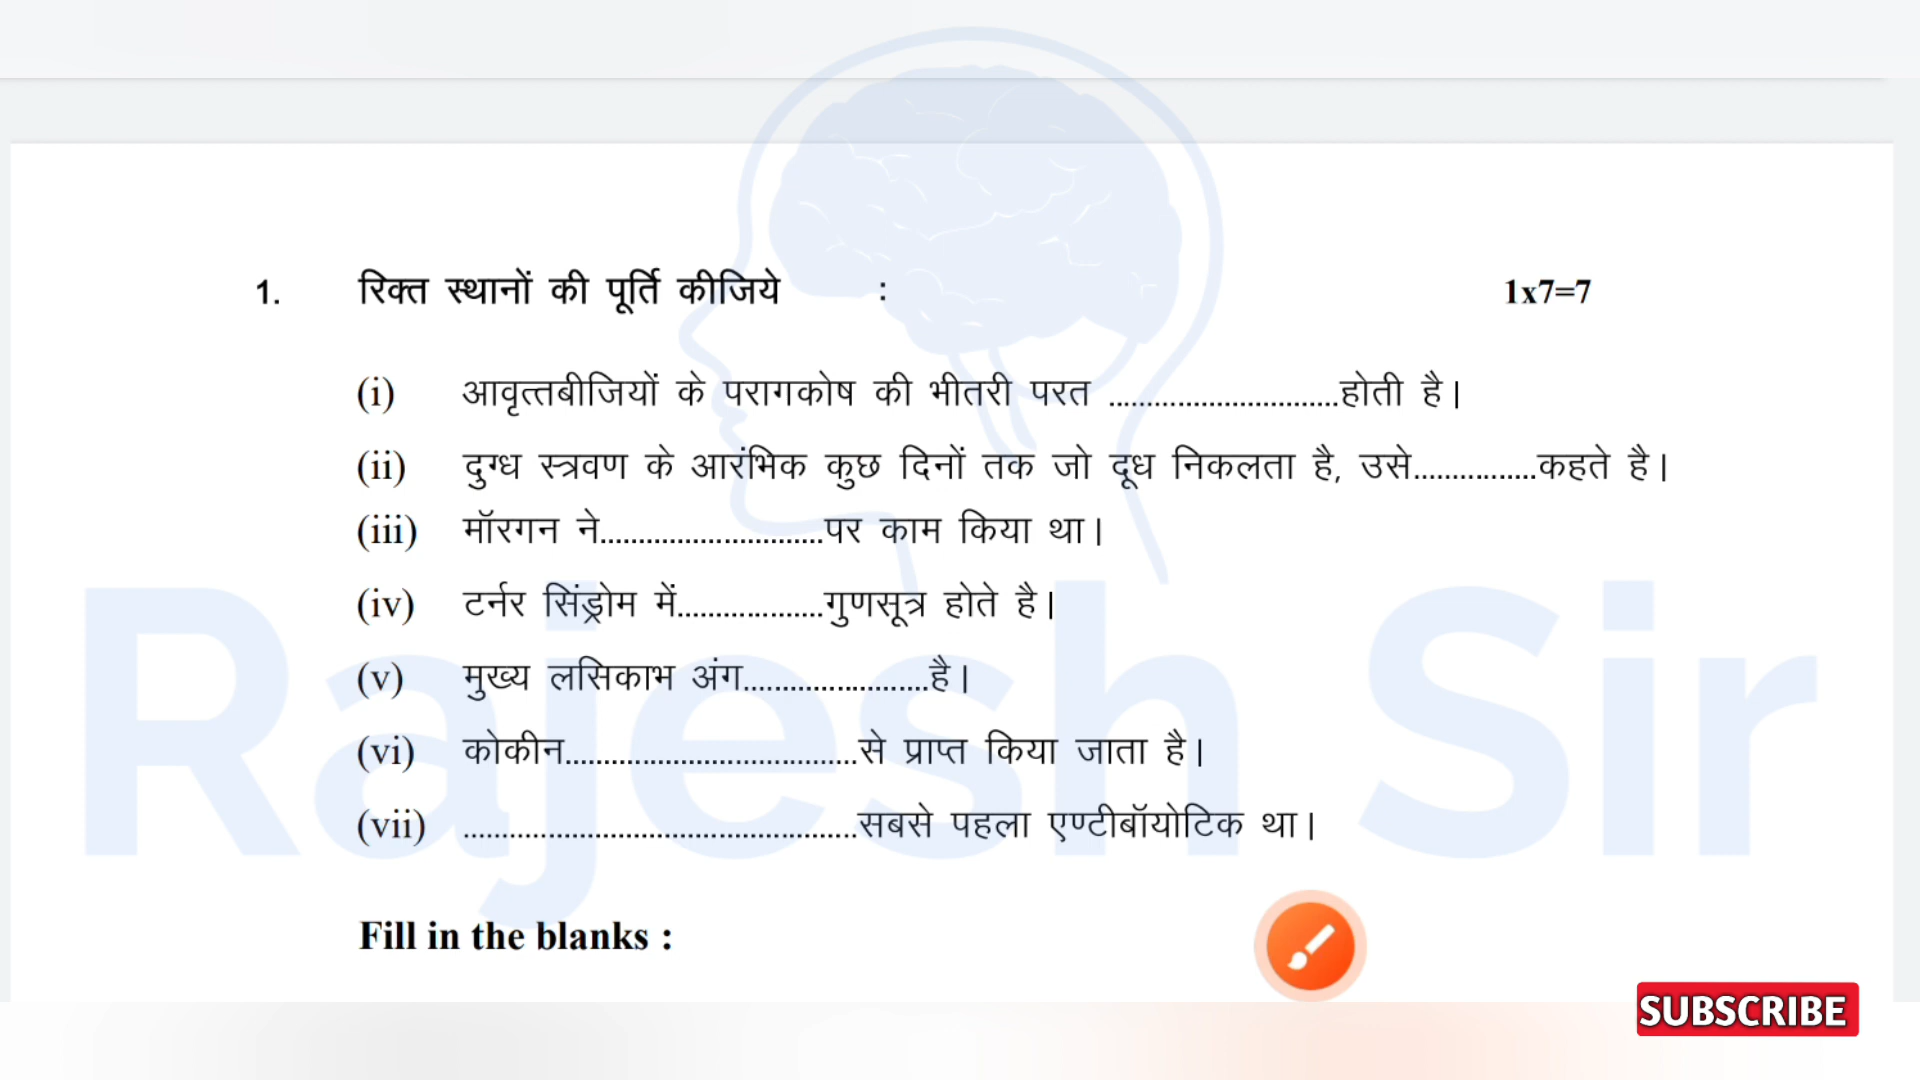 1. रिक्त स्थानों की पूर्ति कीजिये : 1x7=7
(i) आवृत्तबीजियों के परागकोष की भीतरी परत ..............................होती है।
(ii) दुग्ध स्त्रवण के आरंभिक कुछ दिनों तक जो दूध निकलता है, उसे................कहते है।
(iii) मॉरगन ने.............................पर काम किया था।
(iv) टर्नर सिंड्रोम में...................गुणसूत्र होते है।
(v) मुख्य लसिकाभ अंग........................है।
(vi) कोकीन......................................से प्राप्त किया जाता है।
(vii) ...................................................सबसे पहला एण्टीबॉयोटिक था।
Rajesh Sir
Fill in the blanks :
SUBSCRIBE